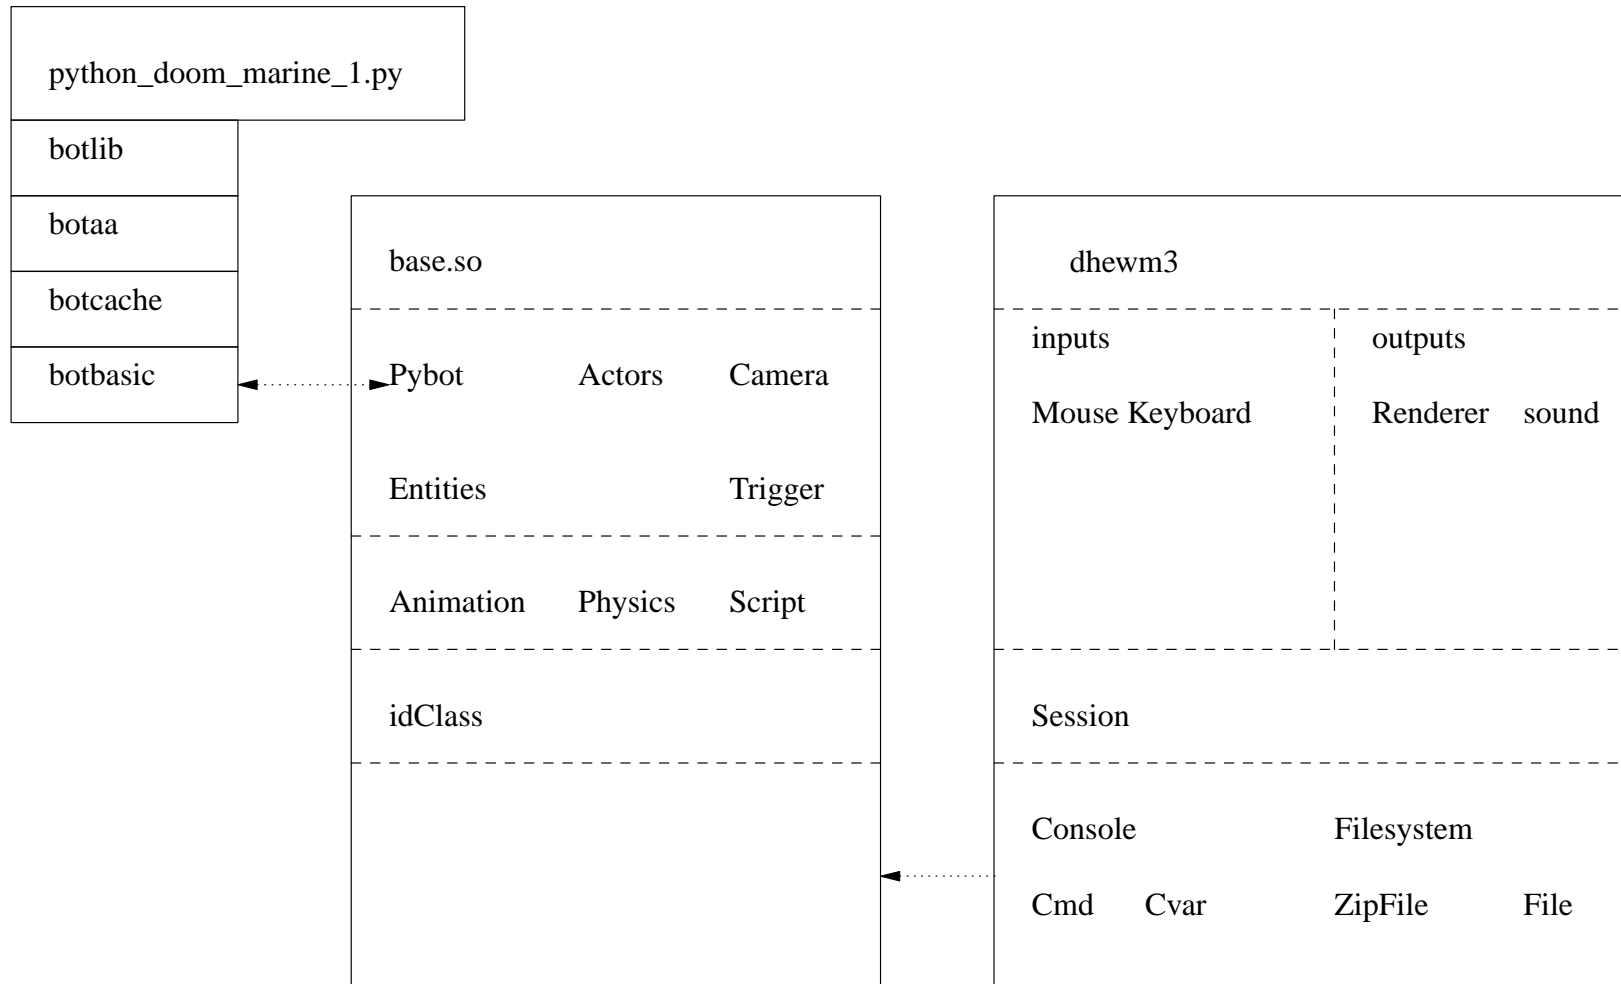 python_doom_marine_1.py
botlib
botaa
botcache
botbasic
base.so
Pybot Actors Camera
Entities Trigger
Animation Physics Script
idClass
dhewm3
inputs outputs
Mouse Keyboard Renderer sound
Session
Console Filesystem
Cmd Cvar ZipFile File